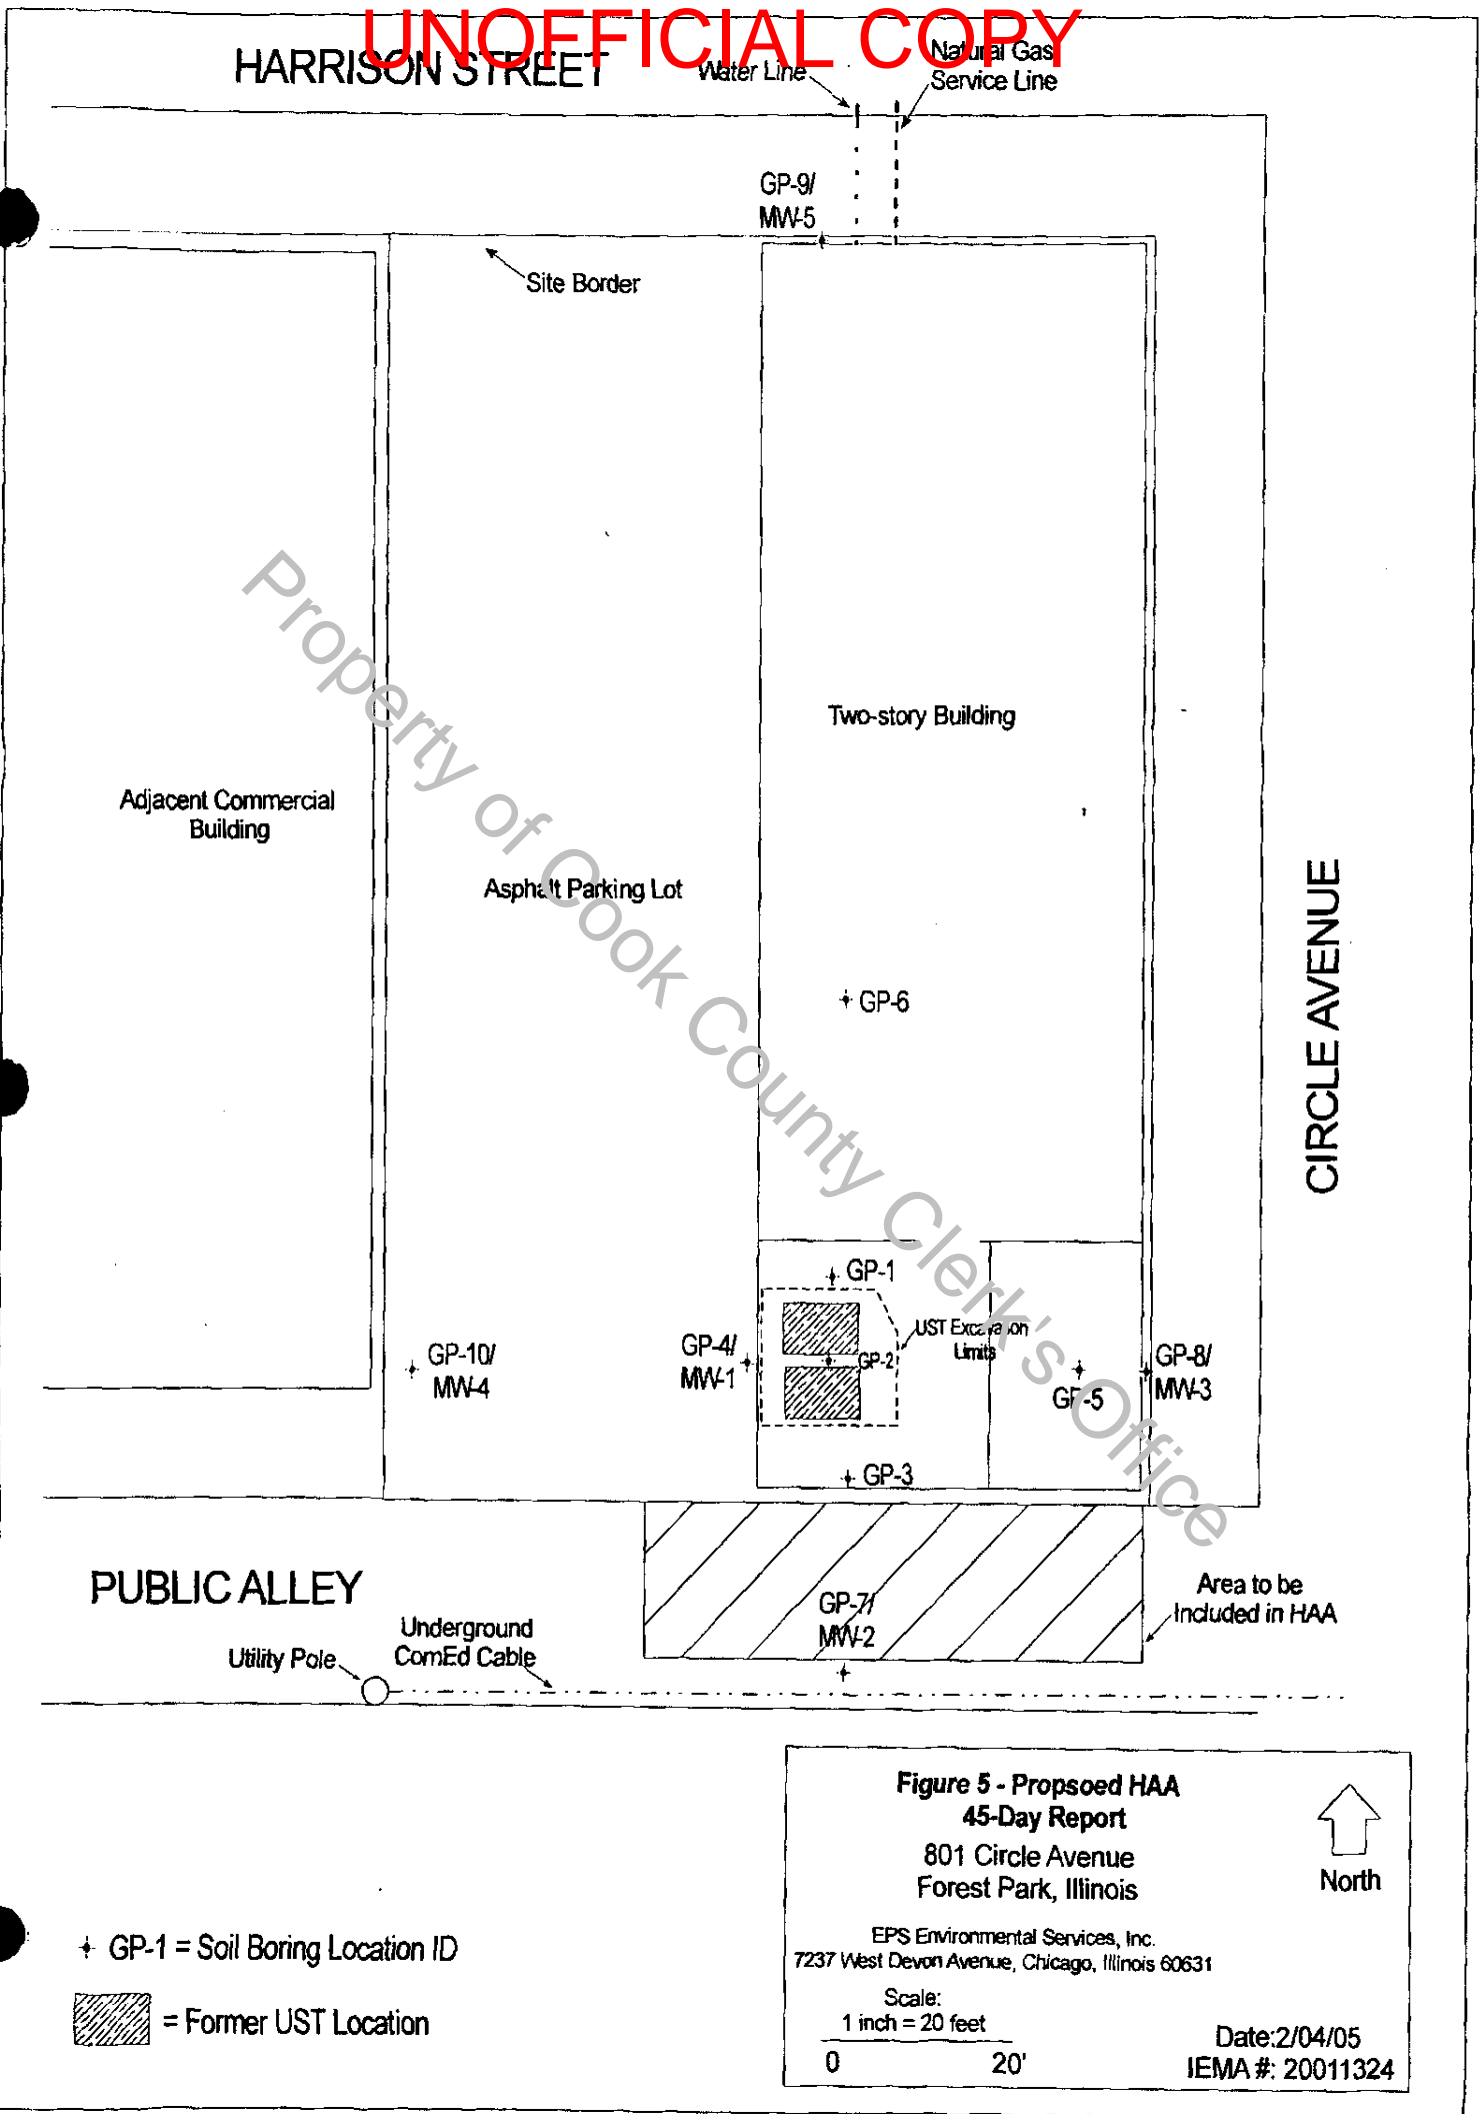 UNOFFICIAL COPY
HARRISON STREET
Water Line
Natural Gas
Service Line
GP-9/
MW-5
Site Border
Two-story Building
Adjacent Commercial
Building
Asphalt Parking Lot
CIRCLE AVENUE
GP-6
GP-1
UST Excavation
Limits
GP-2
GP-4/
MW-1
GP-10/
MW-4
GP-5
GP-8/
MW-3
GP-3
PUBLIC ALLEY
GP-7/
MW-2
Area to be
Included in HAA
Underground
ComEd Cable
Utility Pole
Property of Cook County Clerk's Office
Figure 5 - Propsoed HAA
45-Day Report
801 Circle Avenue
Forest Park, Illinois
North
EPS Environmental Services, Inc.
7237 West Devon Avenue, Chicago, Illinois 60631
Scale:
1 inch = 20 feet
0 20'
Date:2/04/05
IEMA #: 20011324
GP-1 = Soil Boring Location ID
= Former UST Location